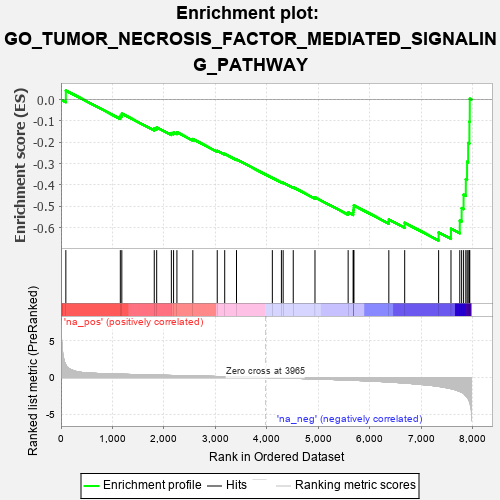 Enrichment plot:
GO_TUMOR_NECROSIS_FACTOR_MEDIATED_SIGNALIN
G_PATHWAY
Enrichment score (ES)
0.0
-0.1
-0.2
-0.3
-0.4
-0.5
-0.6
'na_pos' (positively correlated)
Ranked list metric (PreRanked)
5
0
-5
Zero cross at 3965
'na_neg' (negatively correlated)
0
1,000
2,000
3,000
4,000
5,000
6,000
7,000
8,000
Rank in Ordered Dataset
Enrichment profile
Hits
Ranking metric scores